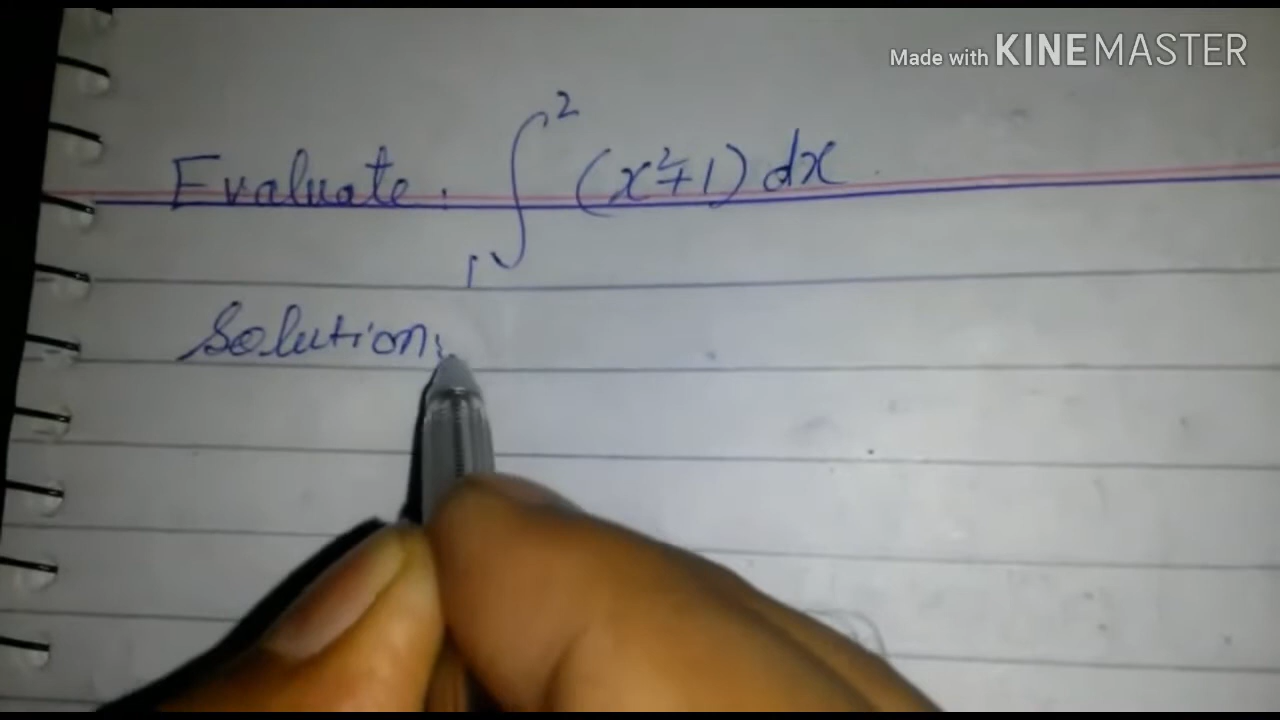 Made with KINEMASTER
Evaluate: ∫₁² (x²+1) dx
Solution: